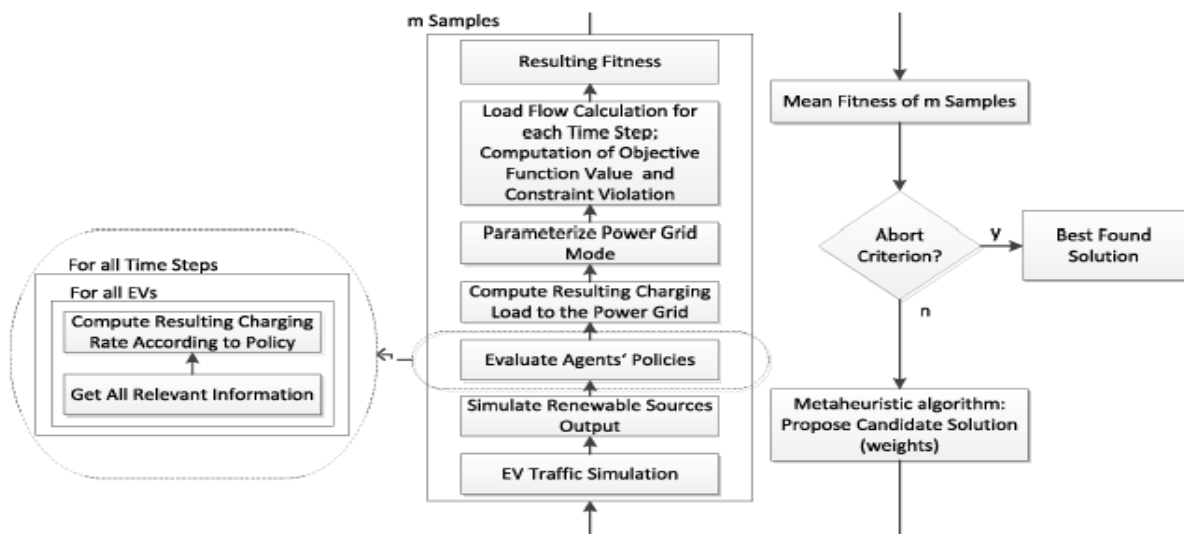 m Samples
Resulting Fitness
Load Flow Calculation for
each Time Step:
Computation of Objective
Function Value and
Constraint Violation
Parameterize Power Grid
Mode
Compute Resulting Charging
Load to the Power Grid
Evaluate Agents' Policies
Simulate Renewable Sources
Output
EV Traffic Simulation
For all Time Steps
For all EVs
Compute Resulting Charging
Rate According to Policy
Get All Relevant Information
Mean Fitness of m Samples
Abort
Criterion?
y
Best Found
Solution
n
Metaheuristic algorithm:
Propose Candidate Solution
(weights)